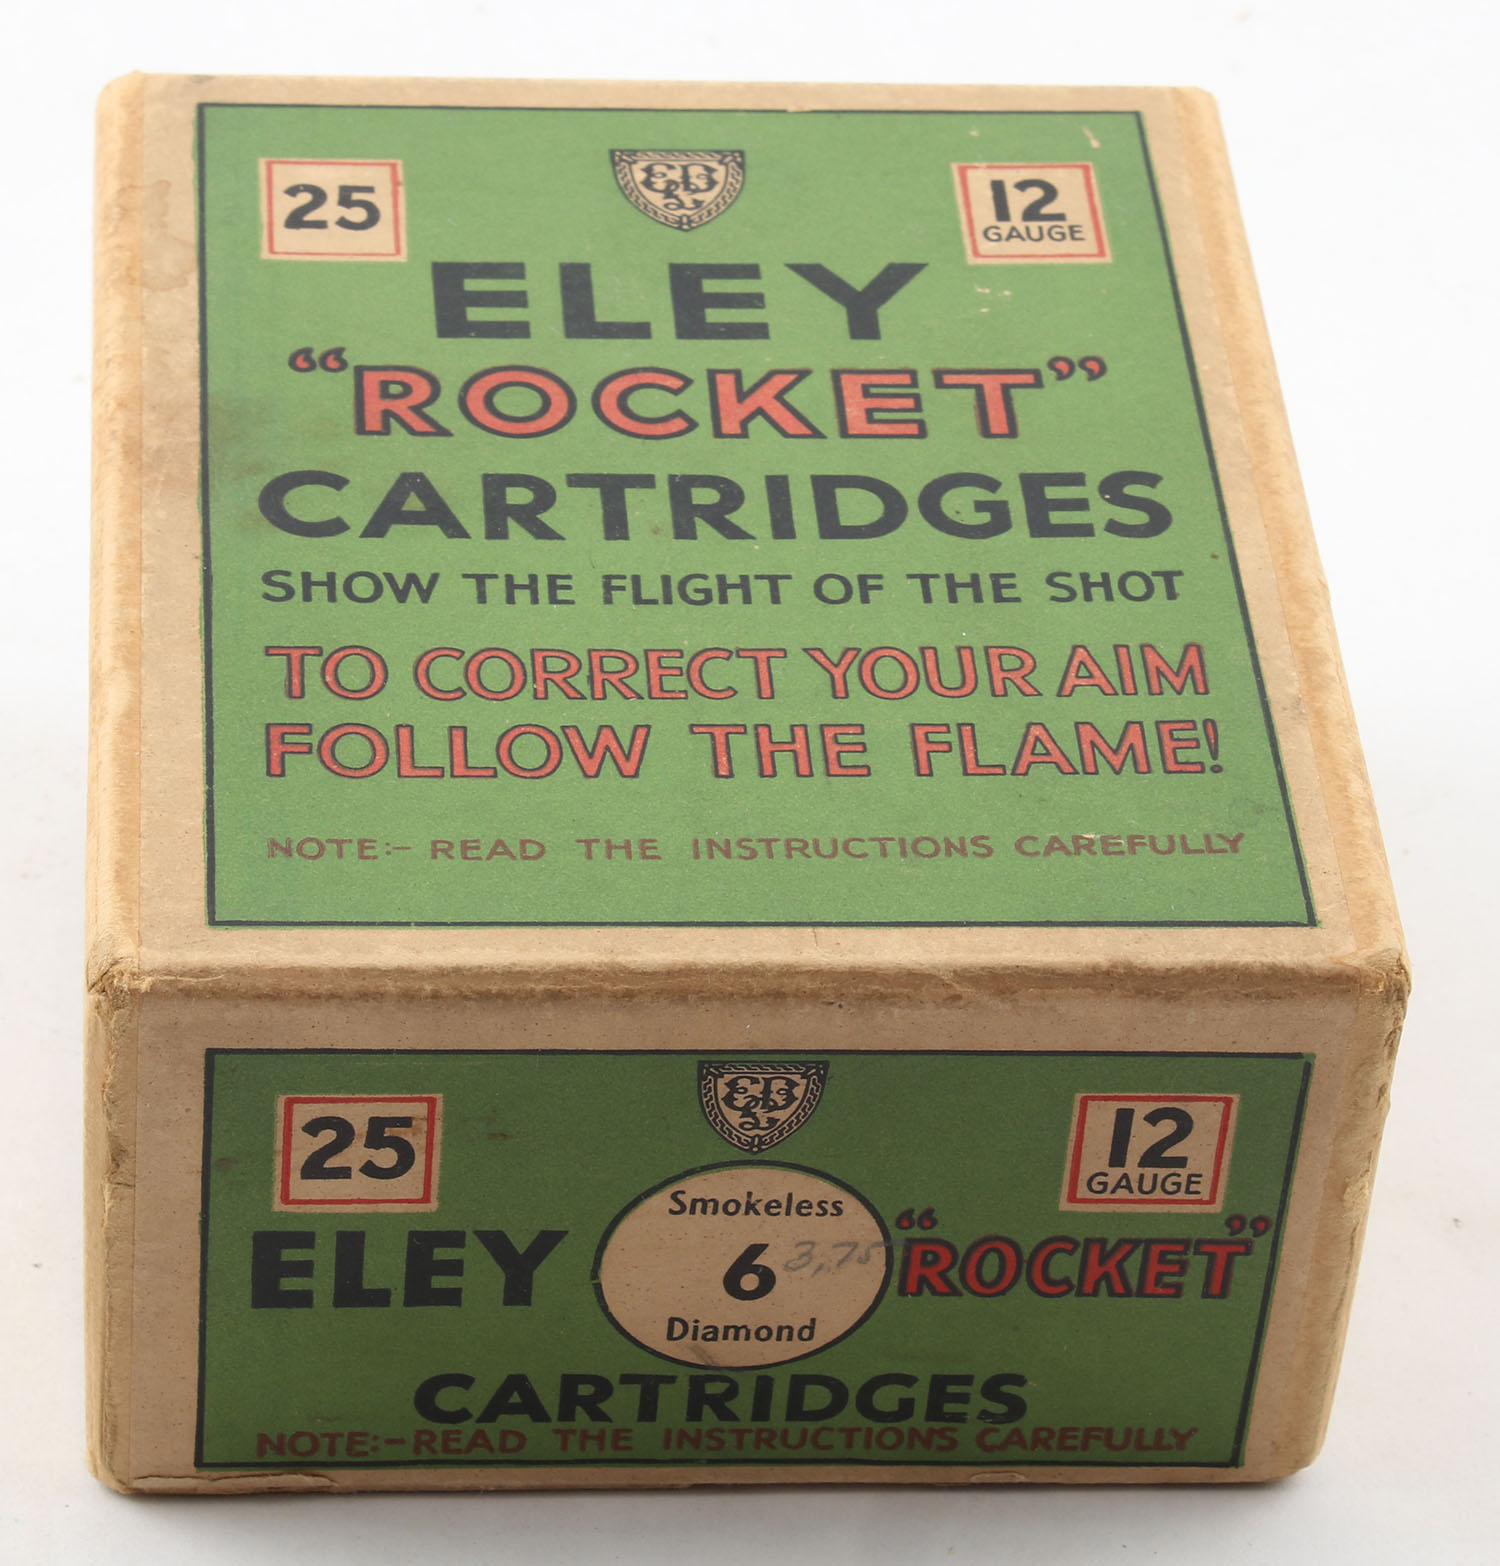 25
12
GAUGE
ELEY
“ROCKET”
CARTRIDGES
SHOW THE FLIGHT OF THE SHOT
TO CORRECT YOUR AIM
FOLLOW THE FLAME!
NOTE:- READ THE INSTRUCTIONS CAREFULLY
25
12
GAUGE
Smokeless
ELEY
6
3,75
“ROCKET”
Diamond
CARTRIDGES
NOTE:-READ THE INSTRUCTIONS CAREFULLY